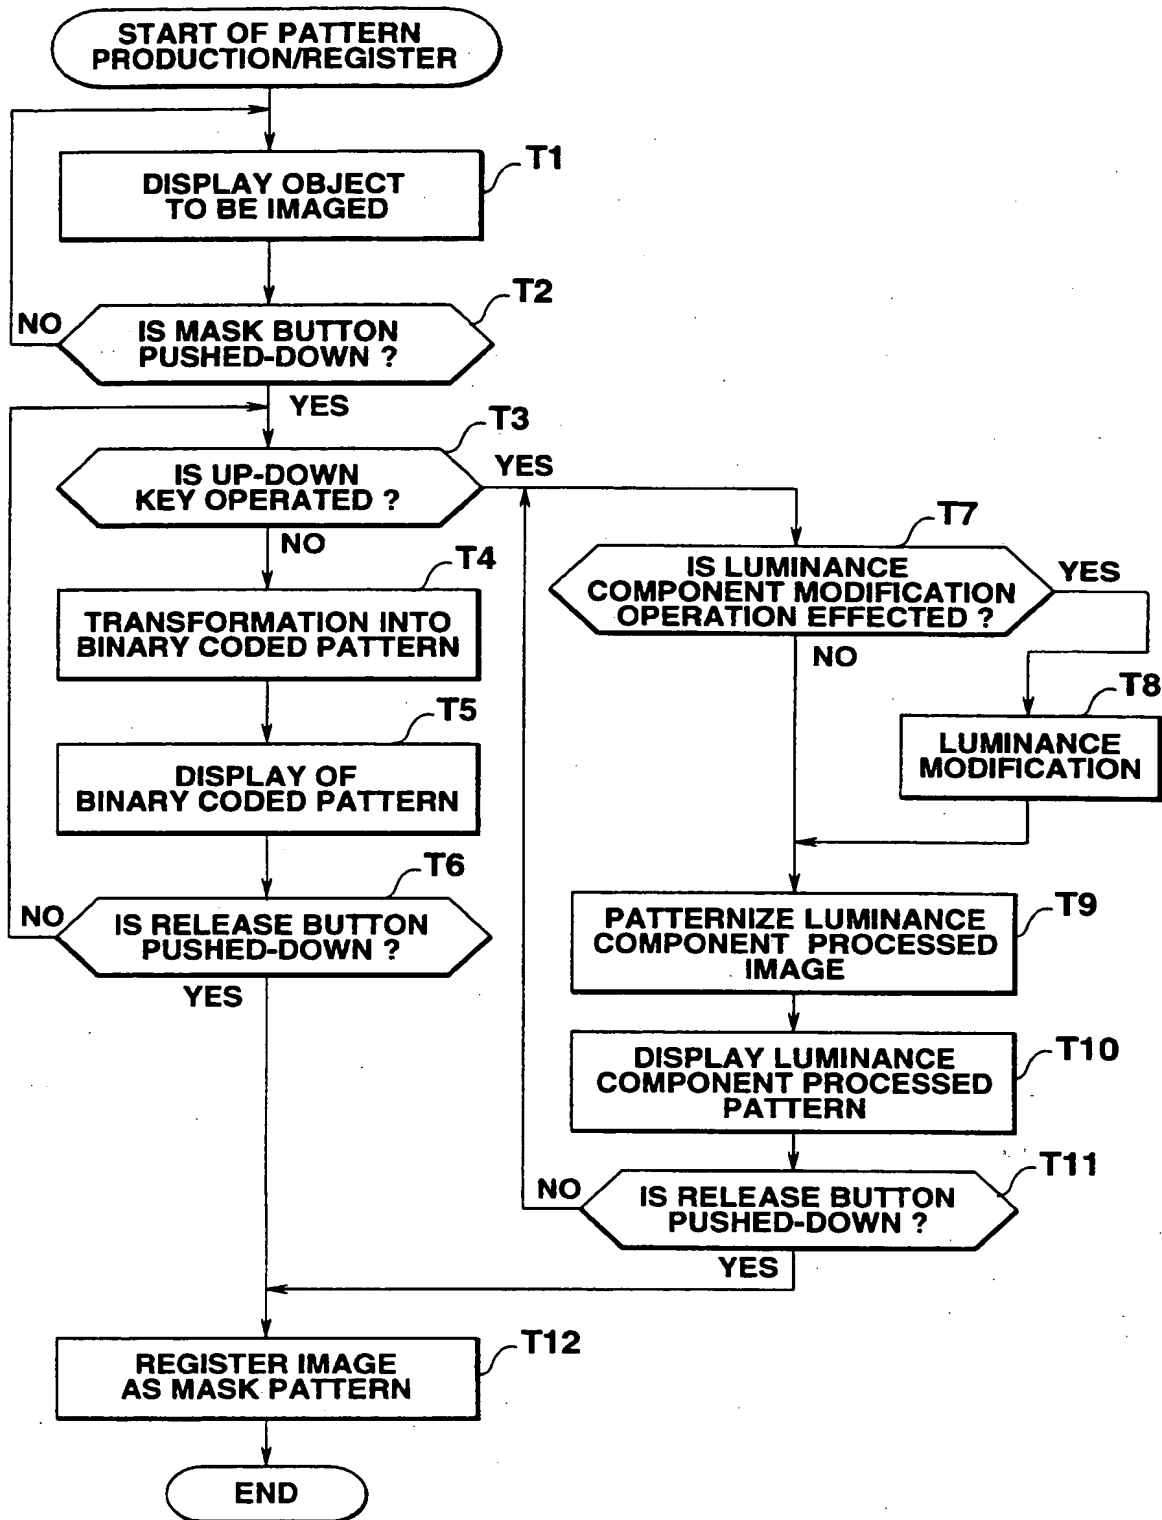 START OF PATTERN
PRODUCTION/REGISTER
T1
DISPLAY OBJECT
TO BE IMAGED
T2
NO
IS MASK BUTTON
PUSHED-DOWN ?
YES
T3
IS UP-DOWN
KEY OPERATED ?
YES
NO
T4
TRANSFORMATION INTO
BINARY CODED PATTERN
T5
DISPLAY OF
BINARY CODED PATTERN
T6
NO
IS RELEASE BUTTON
PUSHED-DOWN ?
YES
T7
IS LUMINANCE
COMPONENT MODIFICATION
OPERATION EFFECTED ?
YES
NO
T8
LUMINANCE
MODIFICATION
T9
PATTERNIZE LUMINANCE
COMPONENT PROCESSED
IMAGE
T10
DISPLAY LUMINANCE
COMPONENT PROCESSED
PATTERN
T11
NO
IS RELEASE BUTTON
PUSHED-DOWN ?
YES
T12
REGISTER IMAGE
AS MASK PATTERN
END